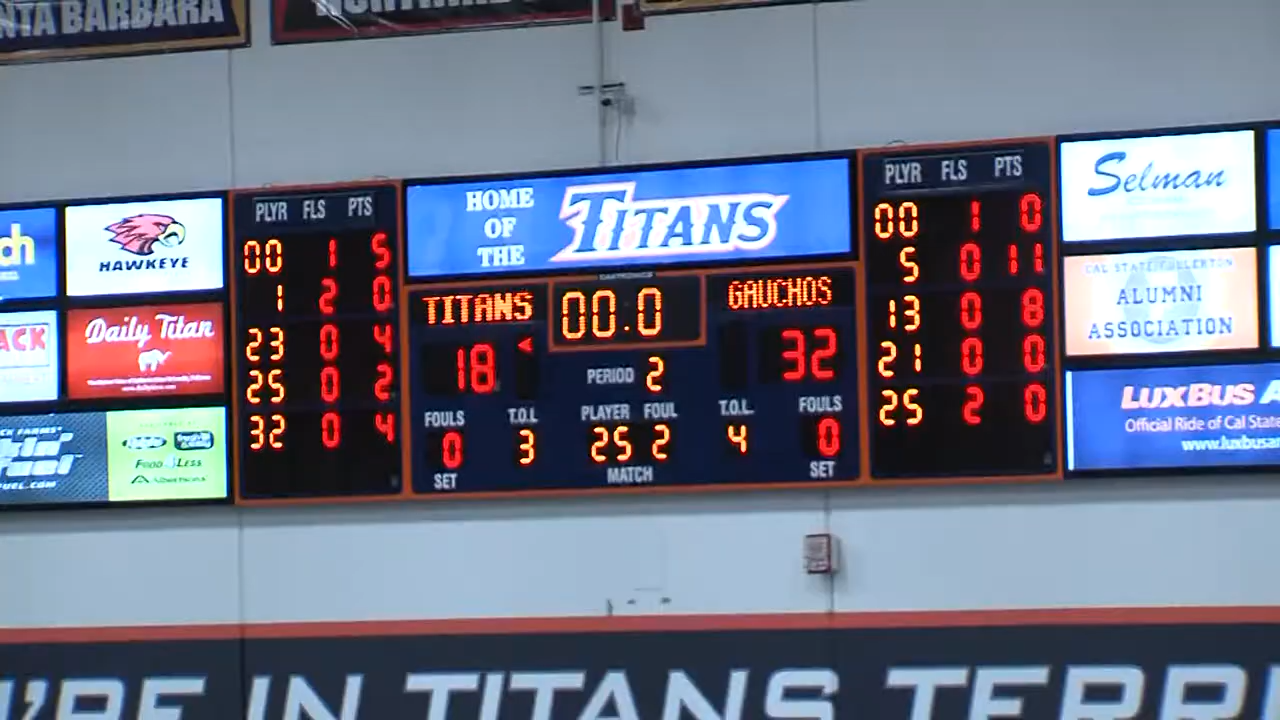 NTA BARBARA
HAWKEYE
Daily Titan
ACK
Food 4 Less
PLYR FLS PTS
00 1 5
1 2 0
23 0 4
25 0 2
32 0 4
HOME
OF
THE
TITANS
TITANS
00.0
GAUCHOS
18
32
PERIOD 2
FOULS
T.O.L
PLAYER FOUL
T.O.L.
FOULS
0
3
25 2
4
0
SET
MATCH
SET
PLYR FLS PTS
00 1 0
5 0 11
13 0 8
21 0 0
25 2 0
Selman
CAL STATE FULLERTON
ALUMNI
ASSOCIATION
LUXBUS A
Official Ride of Cal State
www.luxbusa
'RE IN TITANS TERRI